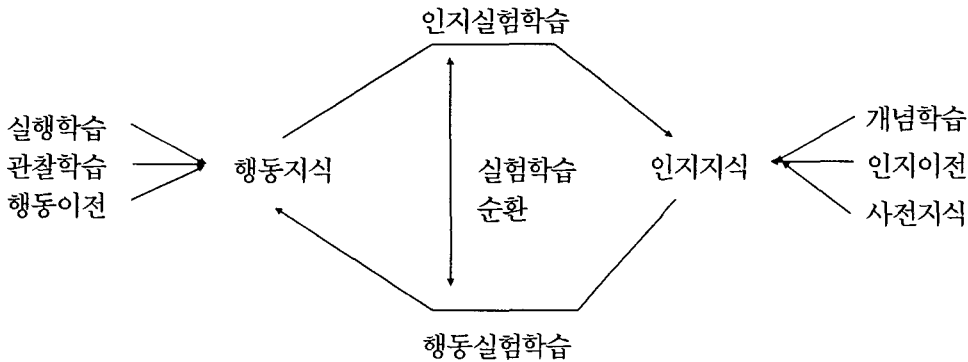 인지실험학습
실행학습
관찰학습
행동이전
행동지식
실험학습
순환
인지지식
개념학습
인지이전
사전지식
행동실험학습